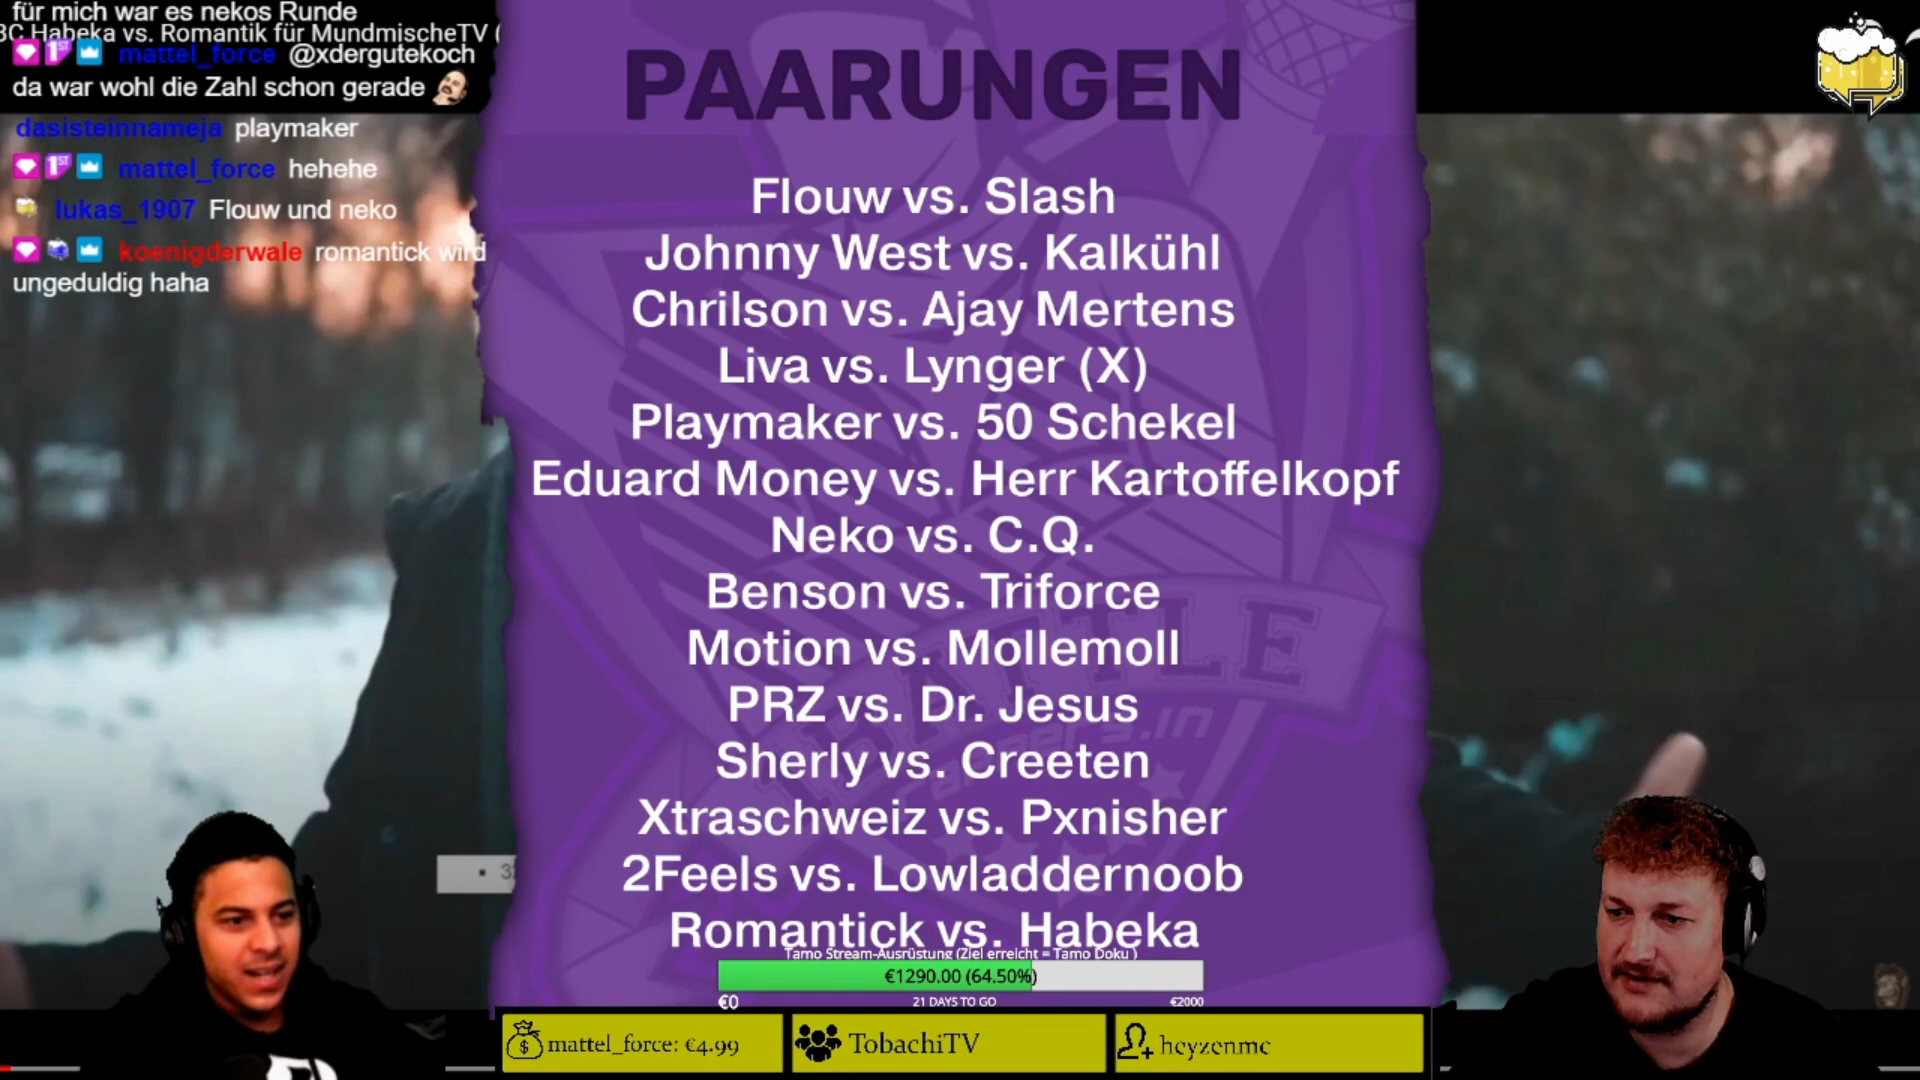 für mich war es nekos Runde
3C Habeka vs. Romantik für MundmischeTV (
mattel_force @xdergutekoch
da war wohl die Zahl schon gerade
dasisteinnameja playmaker
mattel_force hehehe
lukas_1907 Flouw und neko
koenigderwale romantick wird
ungeduldig haha
PAARUNGEN
Flouw vs. Slash
Johnny West vs. Kalkühl
Chrilson vs. Ajay Mertens
Liva vs. Lynger (X)
Playmaker vs. 50 Schekel
Eduard Money vs. Herr Kartoffelkopf
Neko vs. C.Q.
Benson vs. Triforce
Motion vs. Mollemoll
PRZ vs. Dr. Jesus
Sherly vs. Creeten
Xtraschweiz vs. Pxnisher
2Feels vs. Lowladdernoob
Romantick vs. Habeka
Tamo Stream-Ausrüstung (Ziel erreicht = Tamo Doku )
€1290.00 (64.50%)
€0 21 DAYS TO GO €2000
mattel_force: €4.99
TobachiTV
heyzenmc